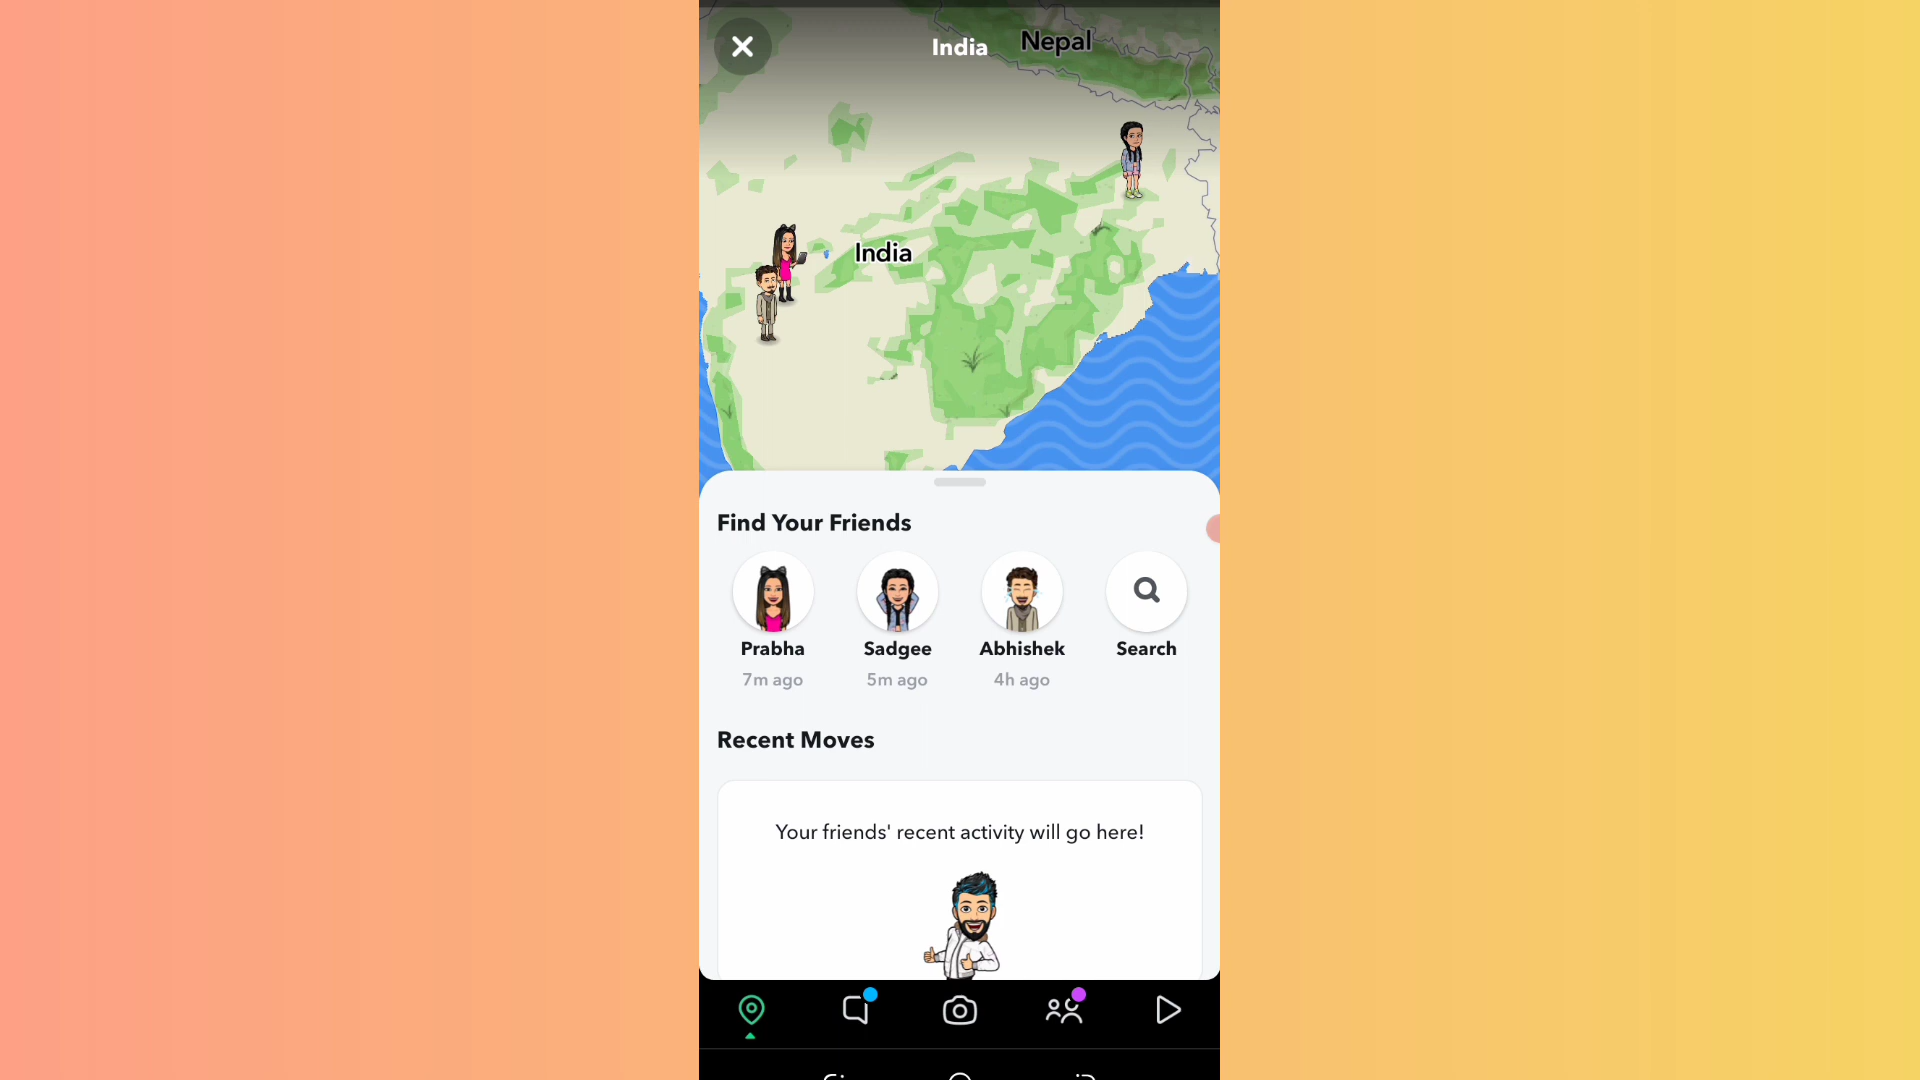 India
Nepal
India
Find Your Friends
Prabha
Sadgee
Abhishek
Search
7m ago
5m ago
4h ago
Recent Moves
Your friends' recent activity will go here!